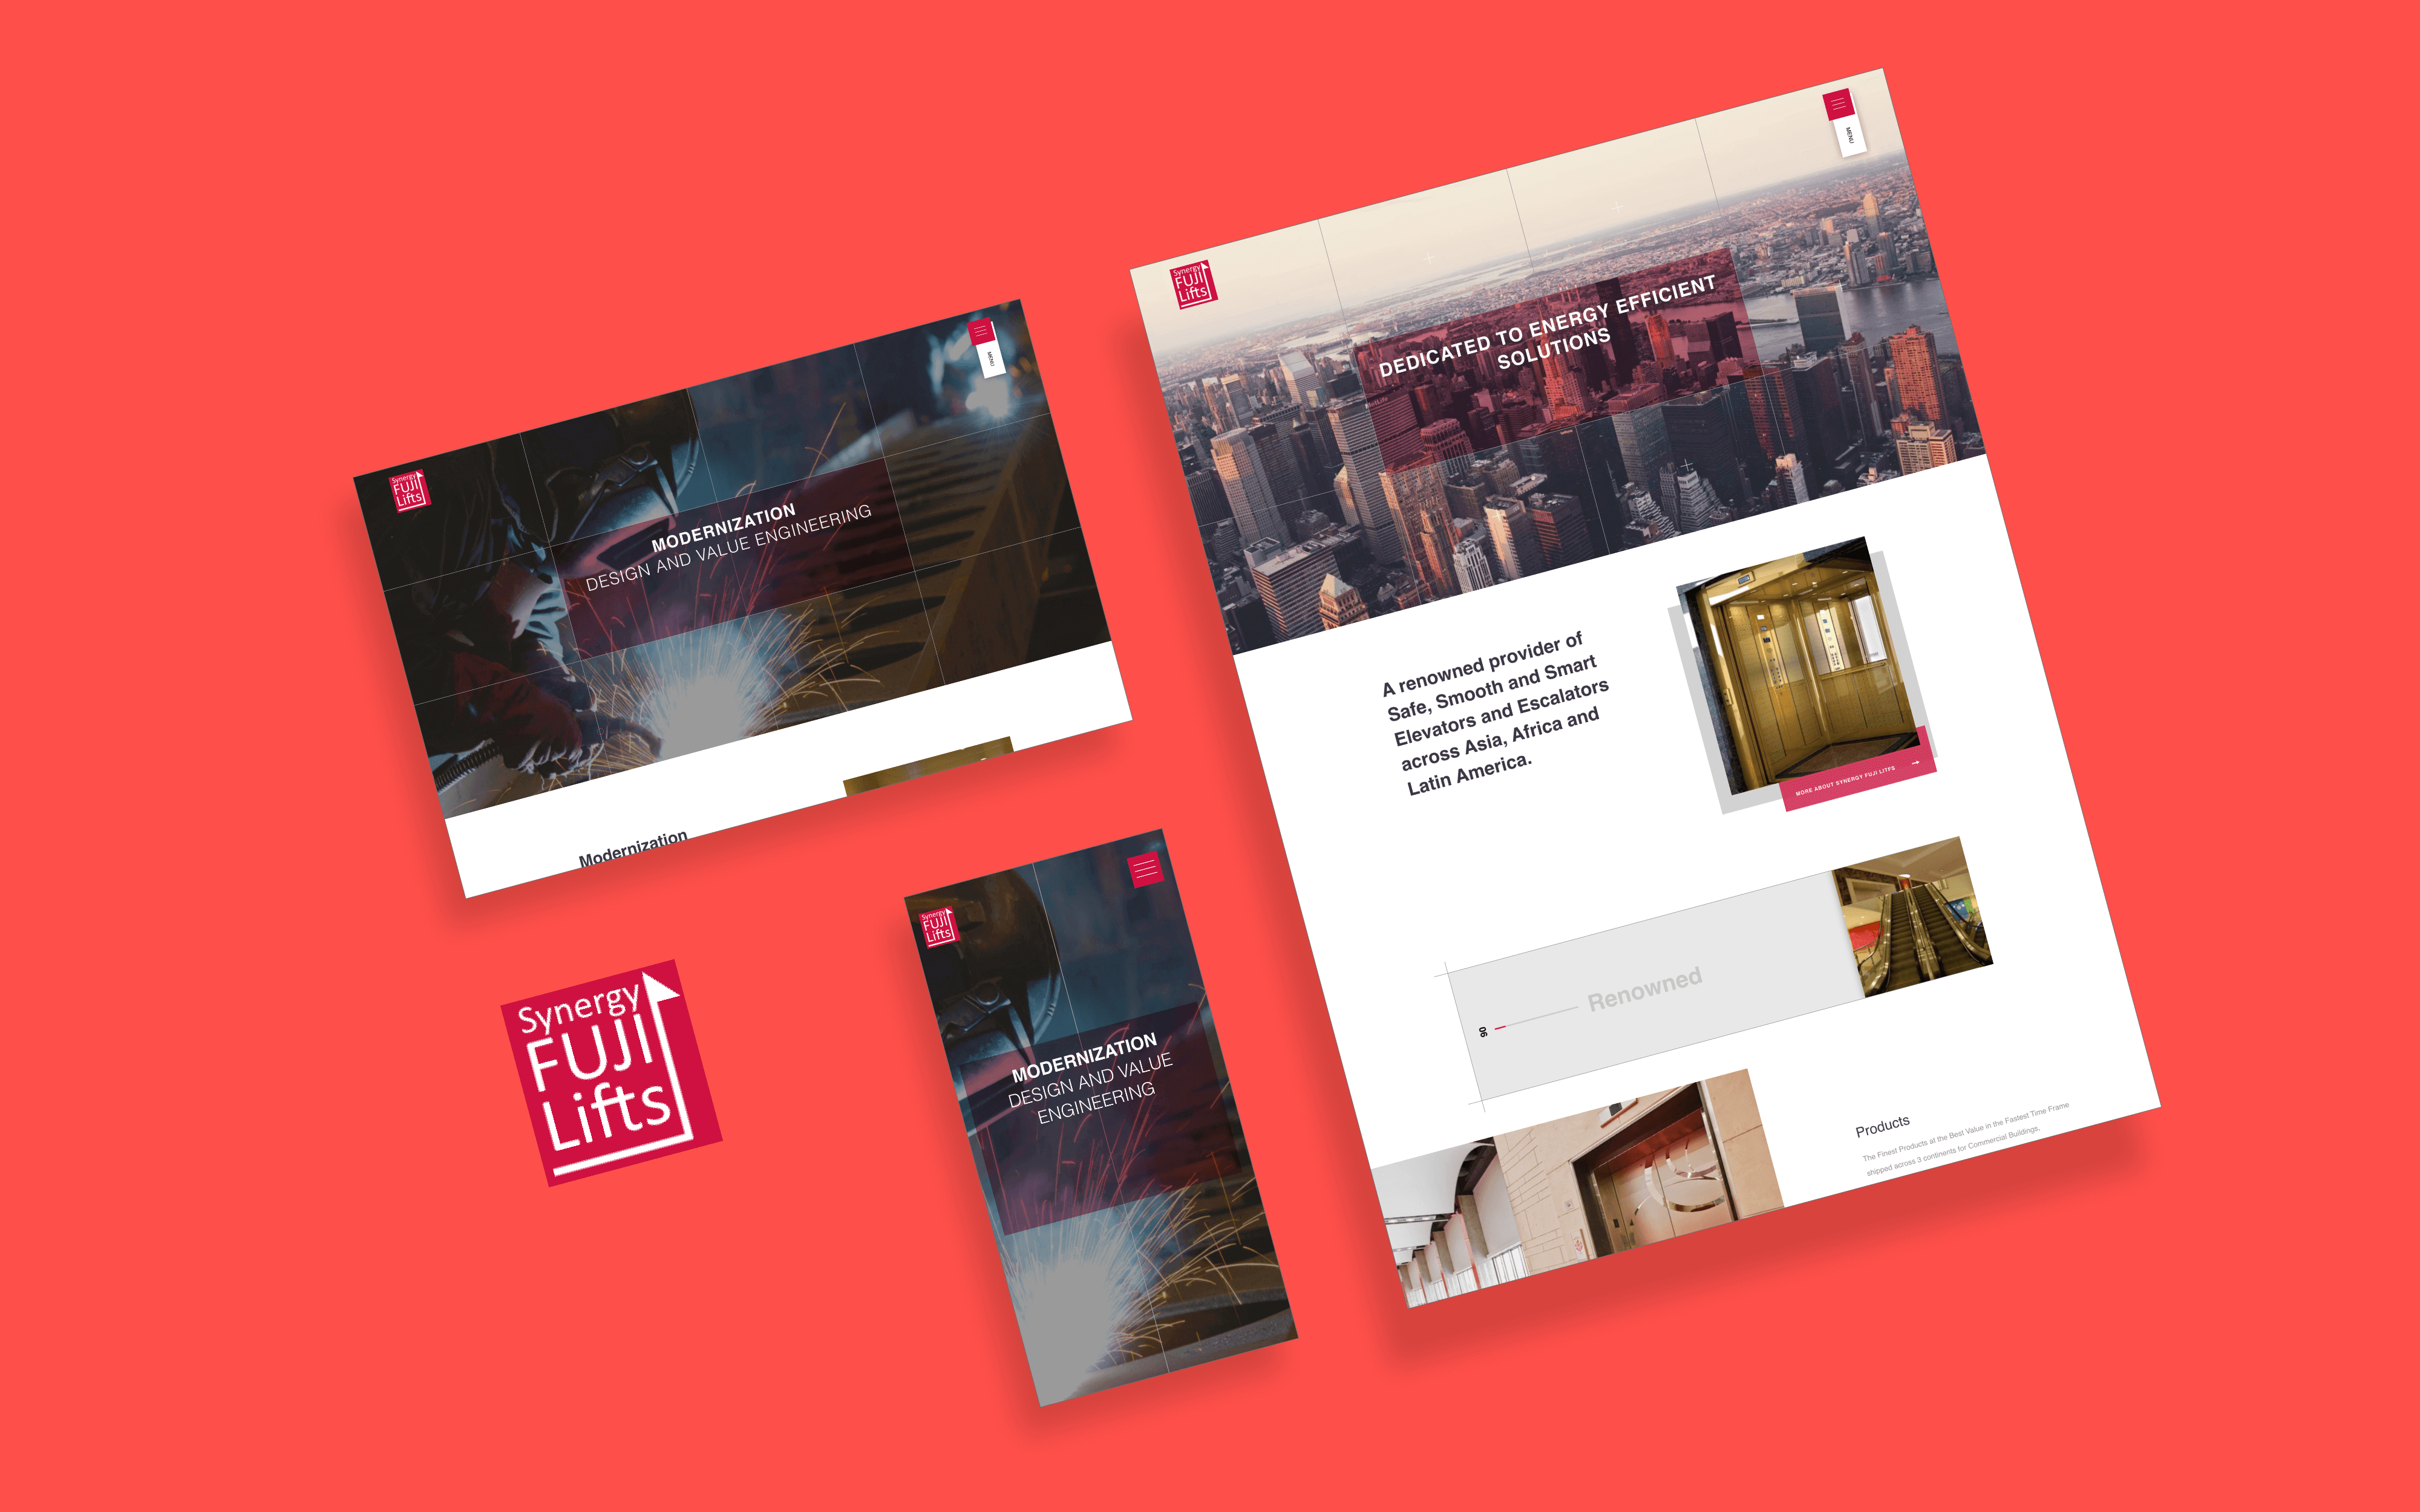 Synergy
FUJI
Lifts
MENU
MODERNIZATION
DESIGN AND VALUE ENGINEERING
Modernization
Synergy
FUJI
Lifts
Synergy
FUJI
Lifts
MODERNIZATION
DESIGN AND VALUE
ENGINEERING
Synergy
FUJI
Lifts
MENU
DEDICATED TO ENERGY EFFICIENT
SOLUTIONS
MetLife
A renowned provider of
Safe, Smooth and Smart
Elevators and Escalators
across Asia, Africa and
Latin America.
MORE ABOUT SYNERGY FUJI LITFS
06
Renowned
Products
The Finest Products at the Best Value in the Fastest Time Frame
shipped across 3 continents for Commercial Buildings,